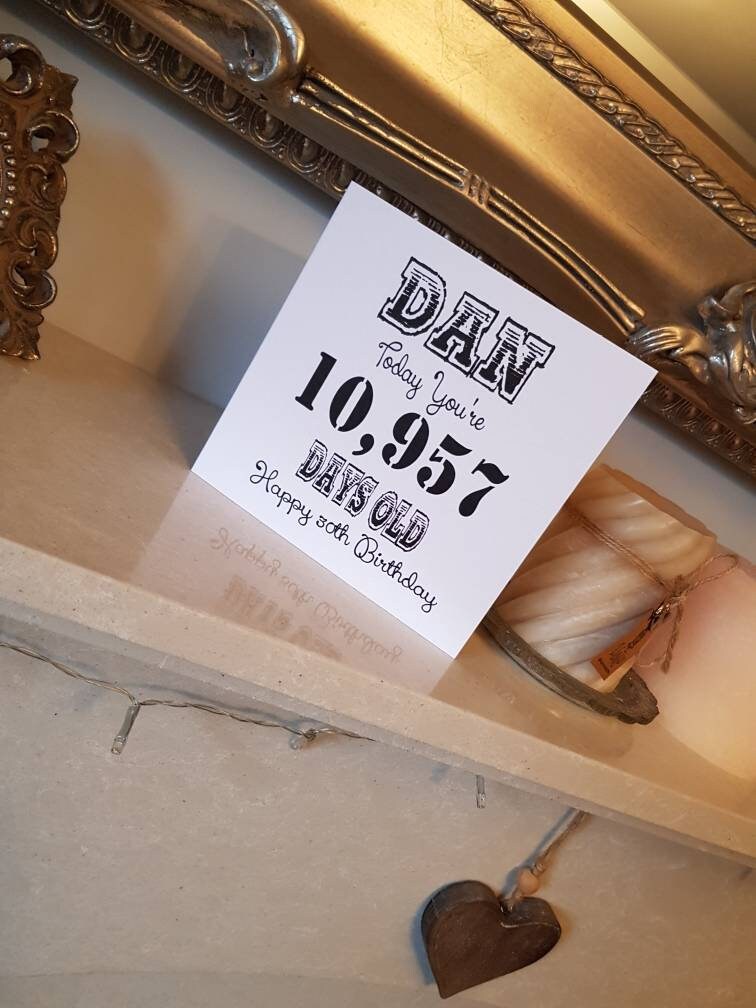 DAN
Today You're
10,957
DAYS OLD
Happy 30th Birthday